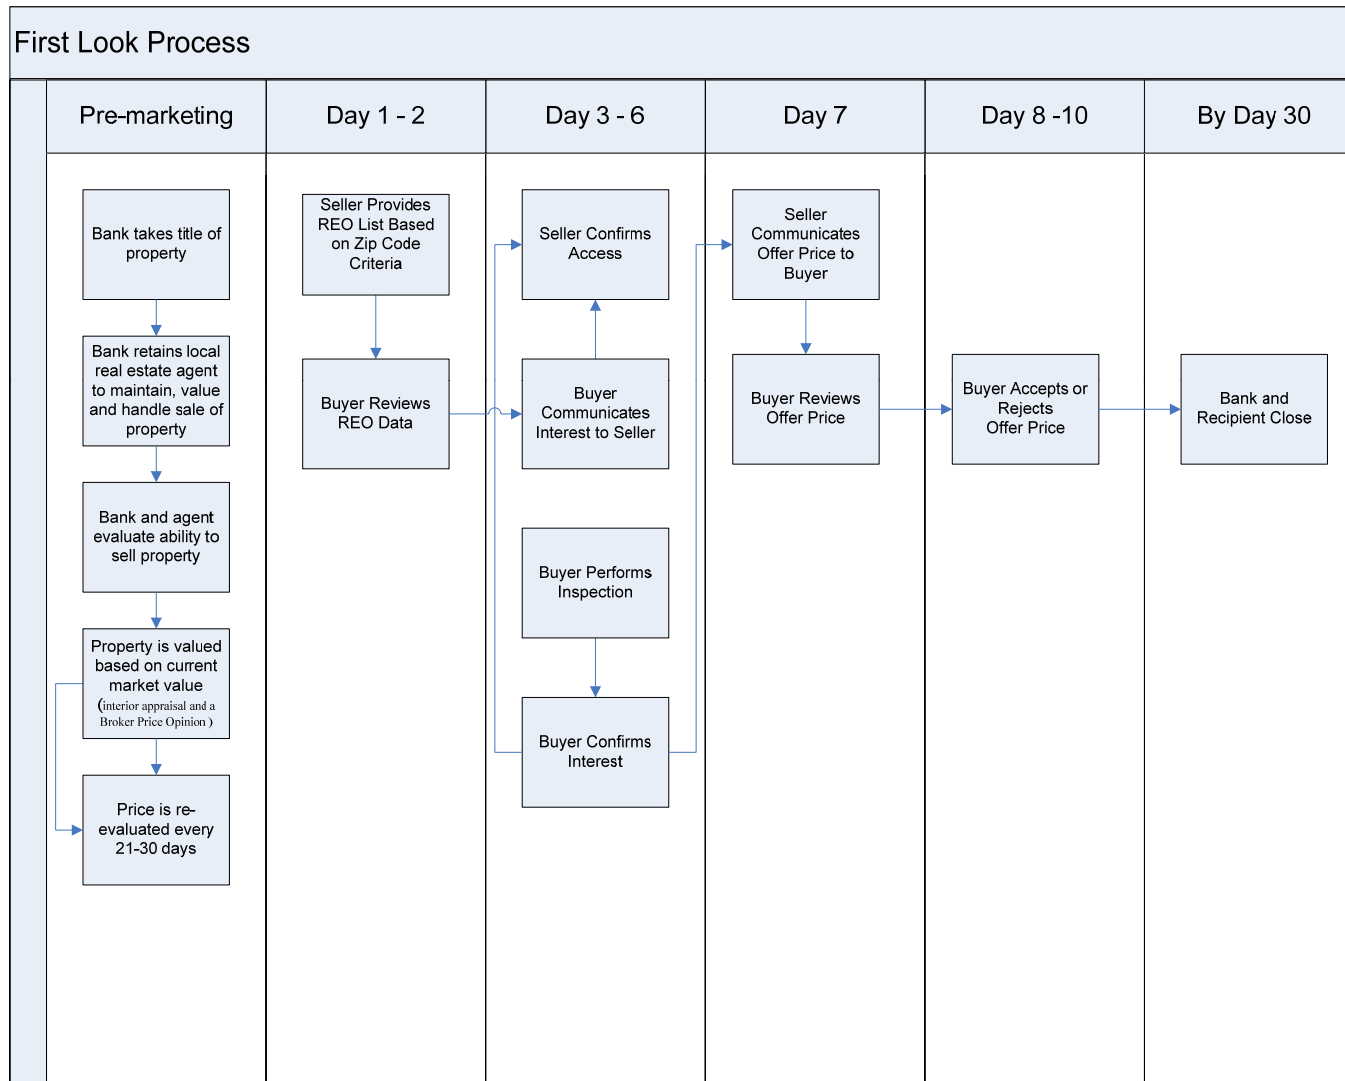 First Look Process
Pre-marketing
Day 1 - 2
Day 3 - 6
Day 7
Day 8 -10
By Day 30
Bank takes title of
property
Bank retains local
real estate agent
to maintain, value
and handle sale of
property
Bank and agent
evaluate ability to
sell property
Property is valued
based on current
market value
(interior appraisal and a
Broker Price Opinion )
Price is re-
evaluated every
21-30 days
Seller Provides
REO List Based
on Zip Code
Criteria
Buyer Reviews
REO Data
Seller Confirms
Access
Buyer
Communicates
Interest to Seller
Buyer Performs
Inspection
Buyer Confirms
Interest
Seller
Communicates
Offer Price to
Buyer
Buyer Reviews
Offer Price
Buyer Accepts or
Rejects
Offer Price
Bank and
Recipient Close